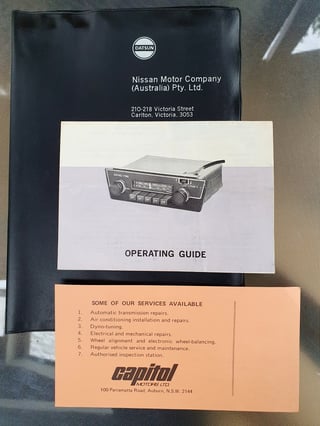 DATSUN
Nissan Motor Company
(Australia) Pty. Ltd.
210-218 Victoria Street
Carlton, Victoria, 3053
OPERATING GUIDE
SOME OF OUR SERVICES AVAILABLE
1. Automatic transmission repairs.
2. Air conditioning installation and repairs.
3. Dyno-tuning.
4. Electrical and mechanical repairs.
5. Wheel alignment and electronic wheel-balancing.
6. Regular vehicle service and maintenance.
7. Authorised inspection station.
capitol
MOTORS LTD.
100 Parramatta Road, Auburn, N.S.W. 2144